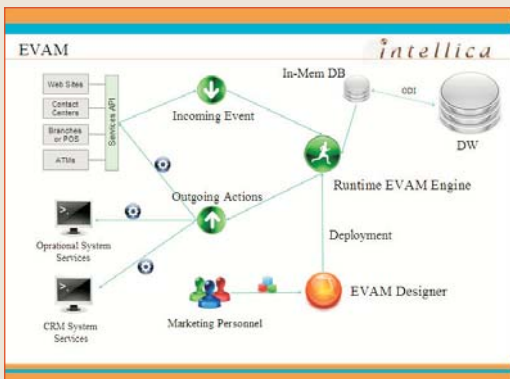 EVAM
intellica
Web Sites
Contact
Centers
Branches
or POS
ATMs
Services API
Incoming Event
In-Mem DB
ODI
DW
Runtime EVAM Engine
Outgoing Actions
Oprational System
Services
Deployment
CRM System
Services
Marketing Personnel
EVAM Designer